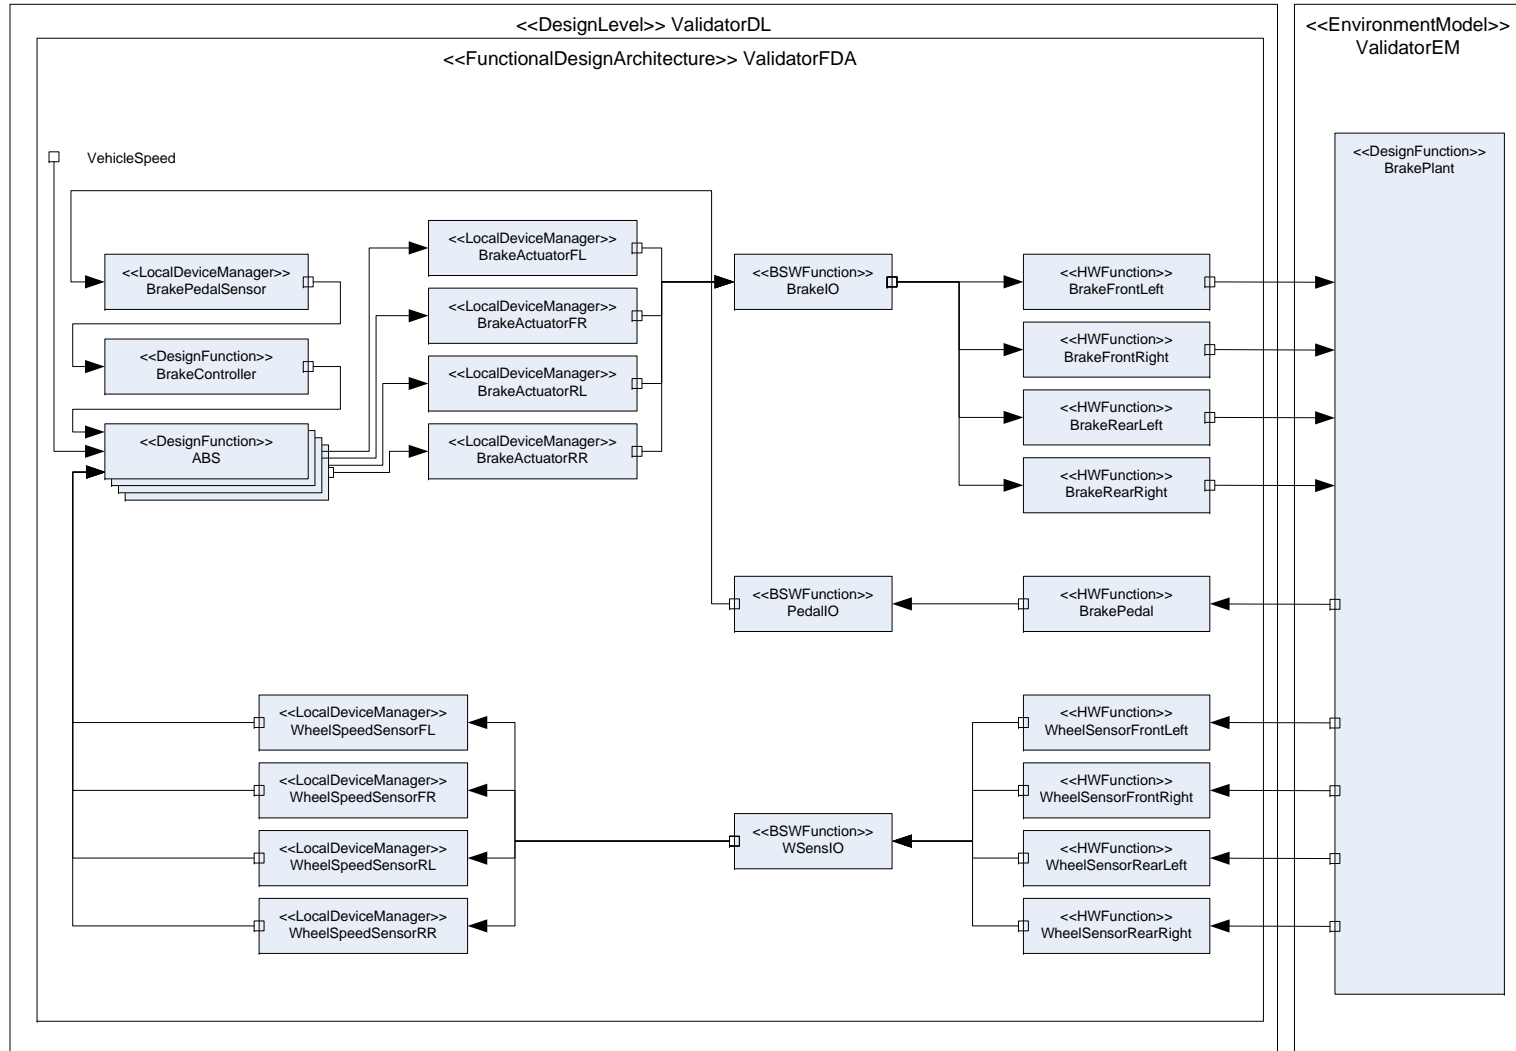 <<DesignLevel>> ValidatorDL
<<EnvironmentModel>>
ValidatorEM
<<FunctionalDesignArchitecture>> ValidatorFDA
VehicleSpeed
<<DesignFunction>>
BrakePlant
<<LocalDeviceManager>>
BrakePedalSensor
<<DesignFunction>>
BrakeController
<<DesignFunction>>
ABS
<<LocalDeviceManager>>
BrakeActuatorFL
<<LocalDeviceManager>>
BrakeActuatorFR
<<LocalDeviceManager>>
BrakeActuatorRL
<<LocalDeviceManager>>
BrakeActuatorRR
<<BSWFunction>>
BrakeIO
<<HWFunction>>
BrakeFrontLeft
<<HWFunction>>
BrakeFrontRight
<<HWFunction>>
BrakeRearLeft
<<HWFunction>>
BrakeRearRight
<<BSWFunction>>
PedalIO
<<HWFunction>>
BrakePedal
<<LocalDeviceManager>>
WheelSpeedSensorFL
<<LocalDeviceManager>>
WheelSpeedSensorFR
<<LocalDeviceManager>>
WheelSpeedSensorRL
<<LocalDeviceManager>>
WheelSpeedSensorRR
<<BSWFunction>>
WSensIO
<<HWFunction>>
WheelSensorFrontLeft
<<HWFunction>>
WheelSensorFrontRight
<<HWFunction>>
WheelSensorRearLeft
<<HWFunction>>
WheelSensorRearRight